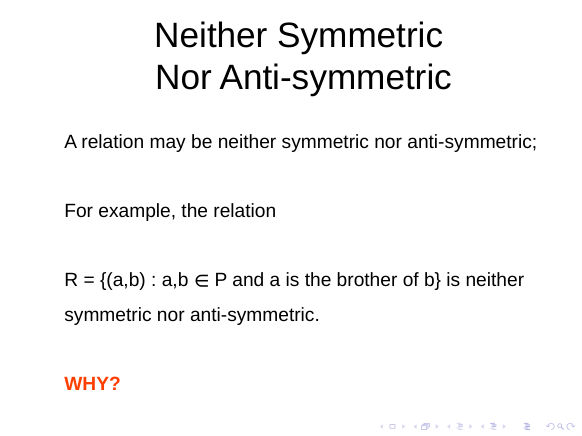 Neither Symmetric
Nor Anti-symmetric
A relation may be neither symmetric nor anti-symmetric;
For example, the relation
R = {(a,b) : a,b ∈ P and a is the brother of b} is neither
symmetric nor anti-symmetric.
WHY?